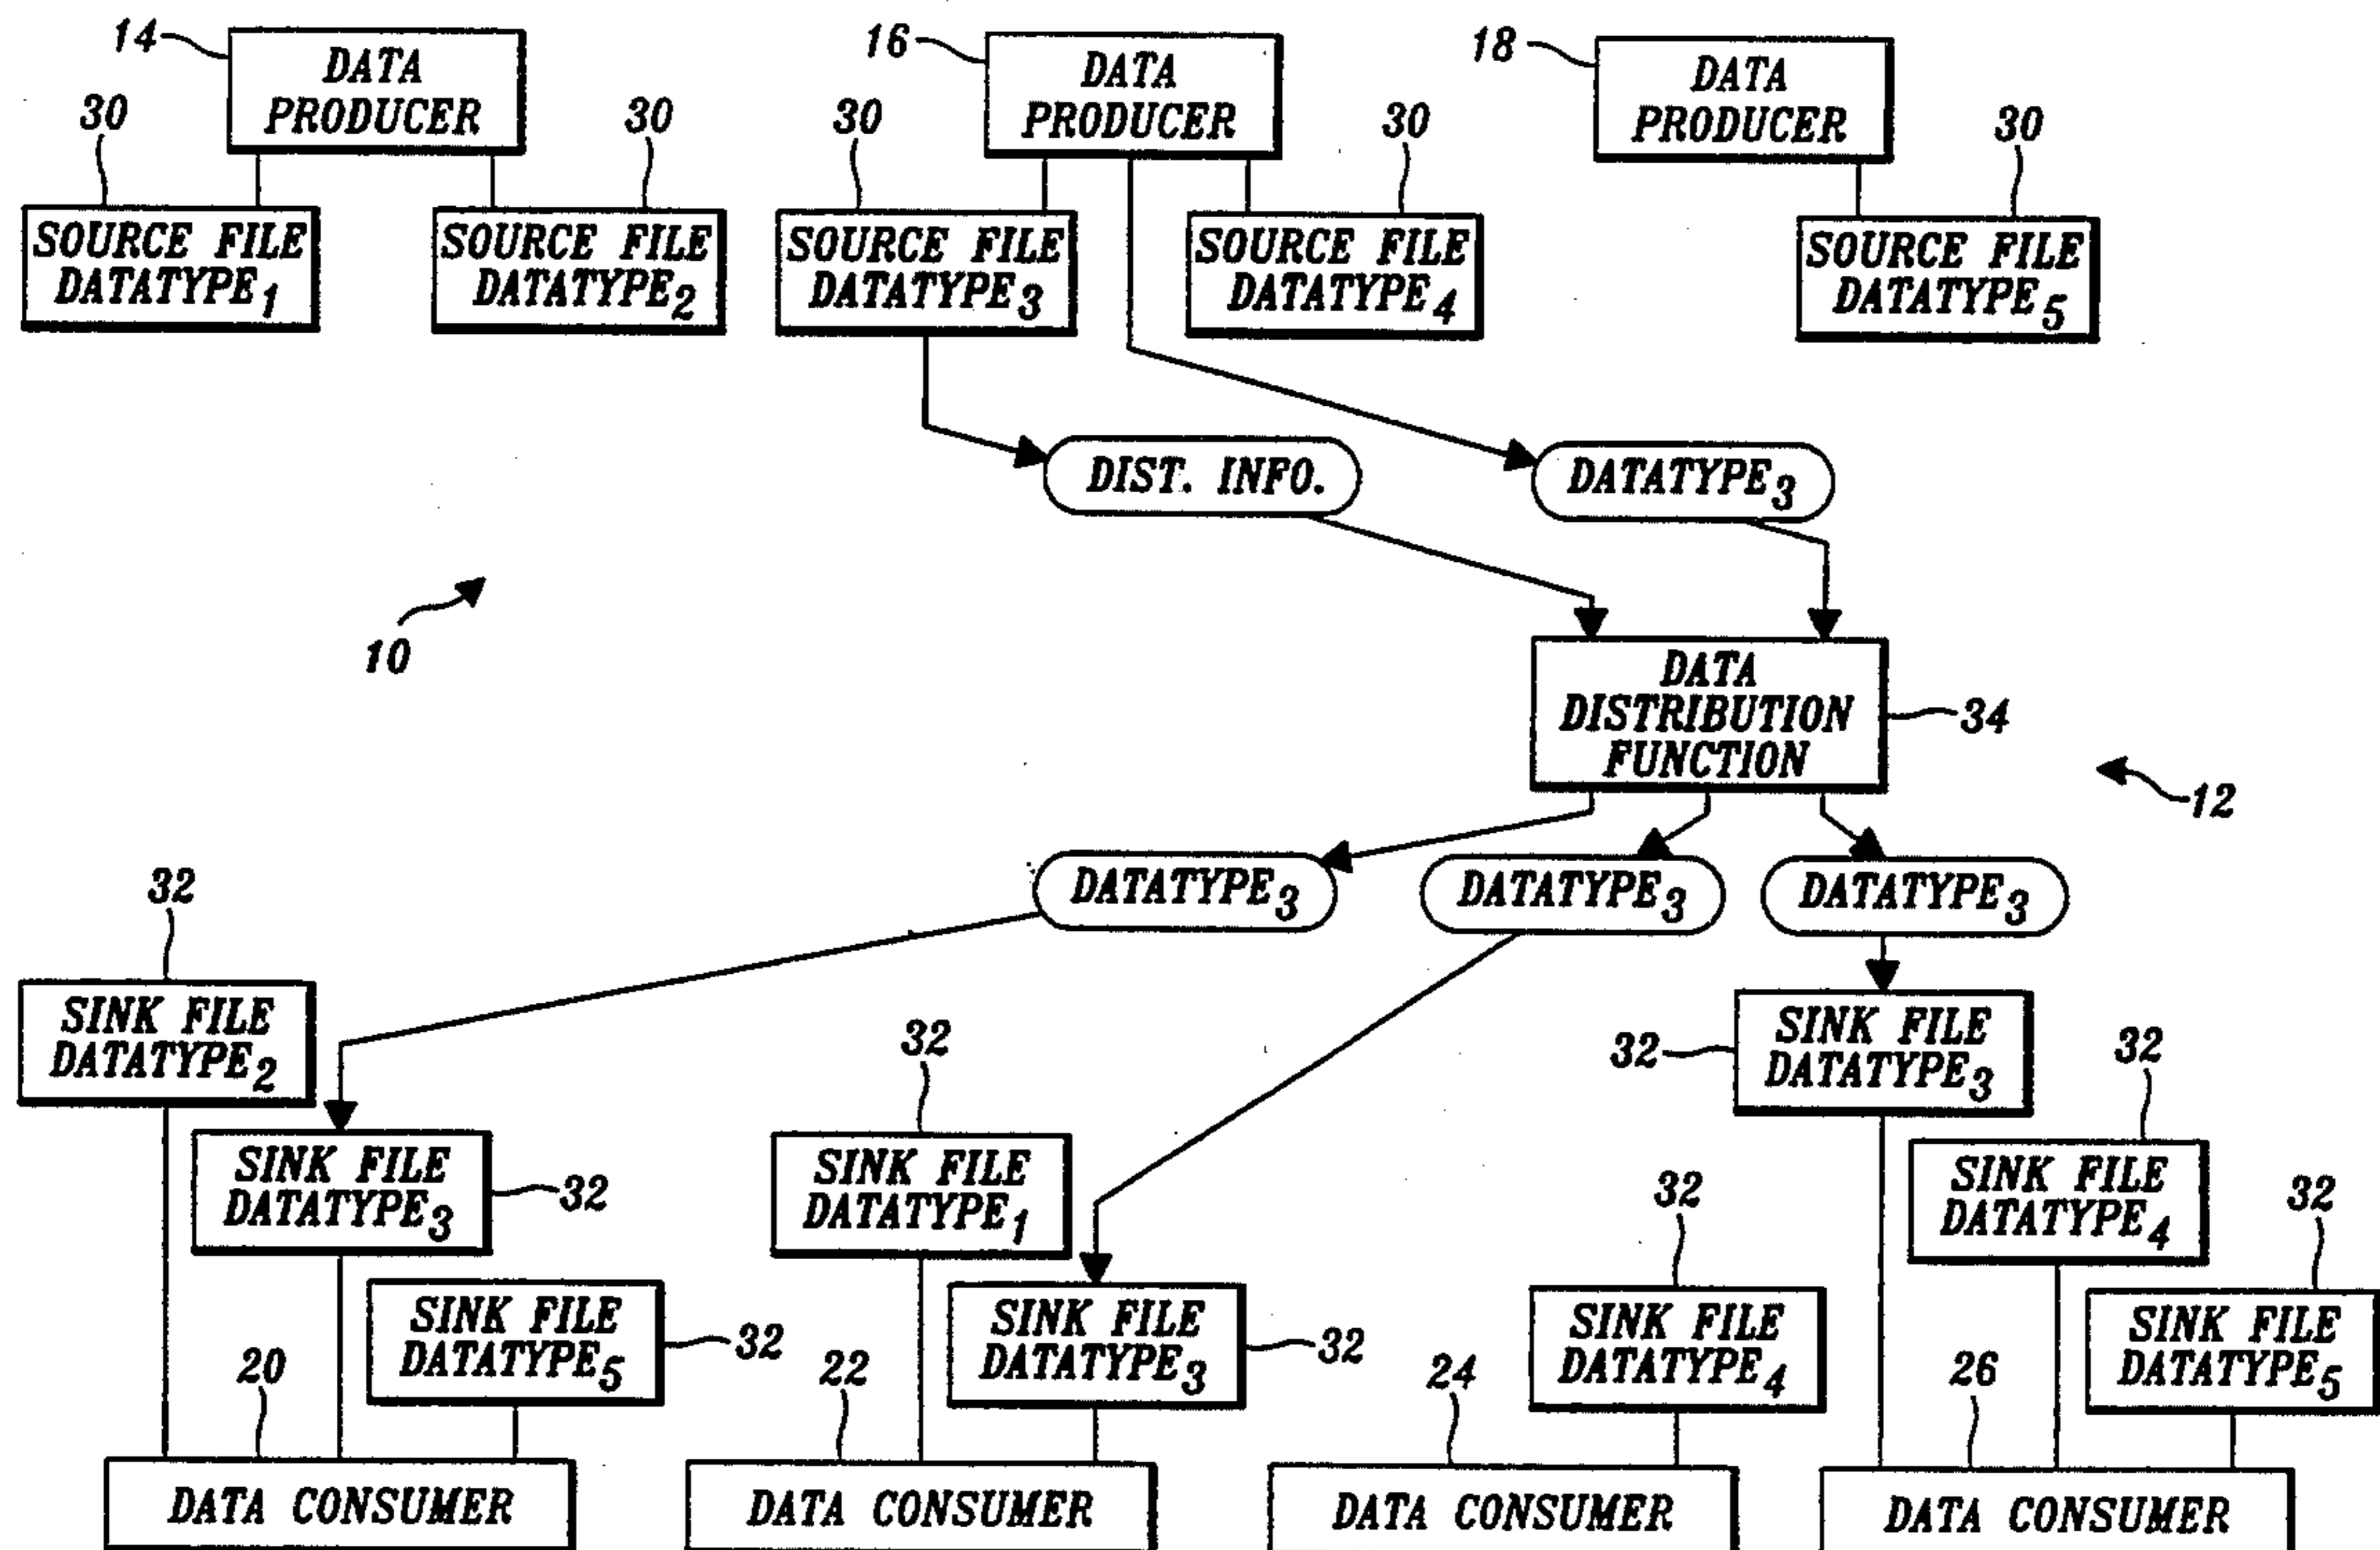 14
DATA
PRODUCER
16
DATA
PRODUCER
18
DATA
PRODUCER
30
30
30
30
30
SOURCE FILE
DATATYPE1
SOURCE FILE
DATATYPE2
SOURCE FILE
DATATYPE3
SOURCE FILE
DATATYPE4
SOURCE FILE
DATATYPE5
DIST. INFO.
DATATYPE3
10
DATA
DISTRIBUTION
FUNCTION
34
12
DATATYPE3
DATATYPE3
DATATYPE3
32
SINK FILE
DATATYPE2
SINK FILE
DATATYPE3
32
SINK FILE
DATATYPE5
32
20
DATA CONSUMER
32
SINK FILE
DATATYPE1
SINK FILE
DATATYPE3
32
22
DATA CONSUMER
32
SINK FILE
DATATYPE4
24
DATA CONSUMER
32
SINK FILE
DATATYPE3
32
SINK FILE
DATATYPE4
32
SINK FILE
DATATYPE5
26
DATA CONSUMER